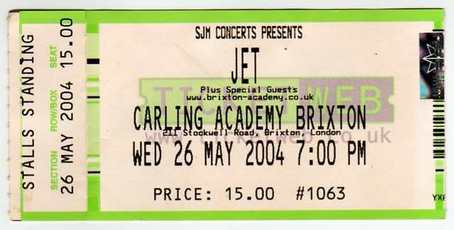 STALLS STANDING
SECTION ROW/BOX SEAT
26 MAY 2004 15.00
SJM CONCERTS PRESENTS
JET
Plus Special Guests
www.brixton-academy.co.uk
CARLING ACADEMY BRIXTON
211 Stockwell Road, Brixton, London
WED 26 MAY 2004 7:00 PM
PRICE: 15.00 #1063